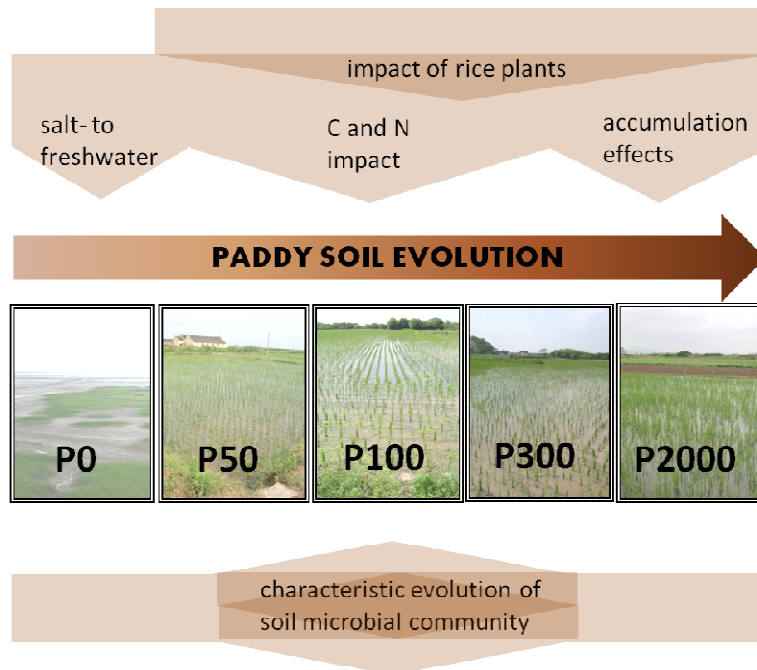 impact of rice plants
salt- to
freshwater
C and N
impact
accumulation
effects
PADDY SOIL EVOLUTION
P0
P50
P100
P300
P2000
characteristic evolution of
soil microbial community